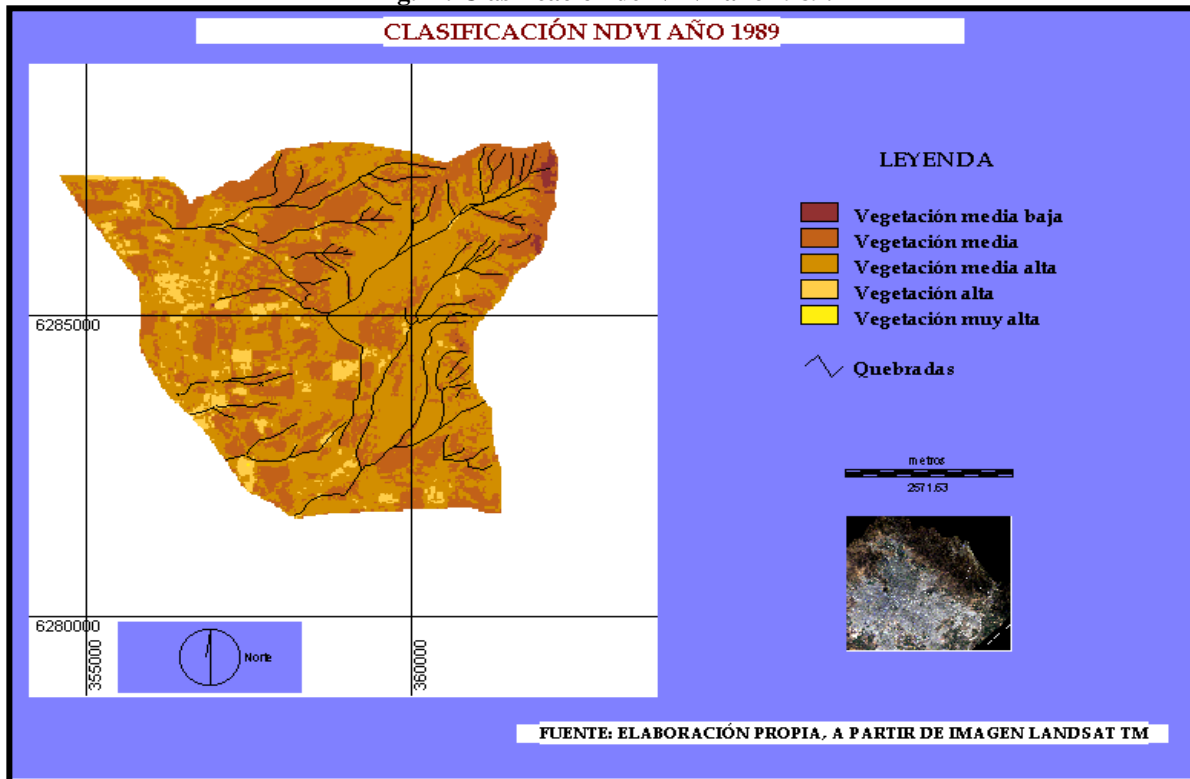 CLASIFICACIÓN NDVI AÑO 1989
LEYENDA
Vegetación media baja
Vegetación media
Vegetación media alta
Vegetación alta
Vegetación muy alta
Quebradas
metros
2571.63
6285000
6280000
355000
360000
Norte
FUENTE: ELABORACIÓN PROPIA, A PARTIR DE IMAGEN LANDSAT TM